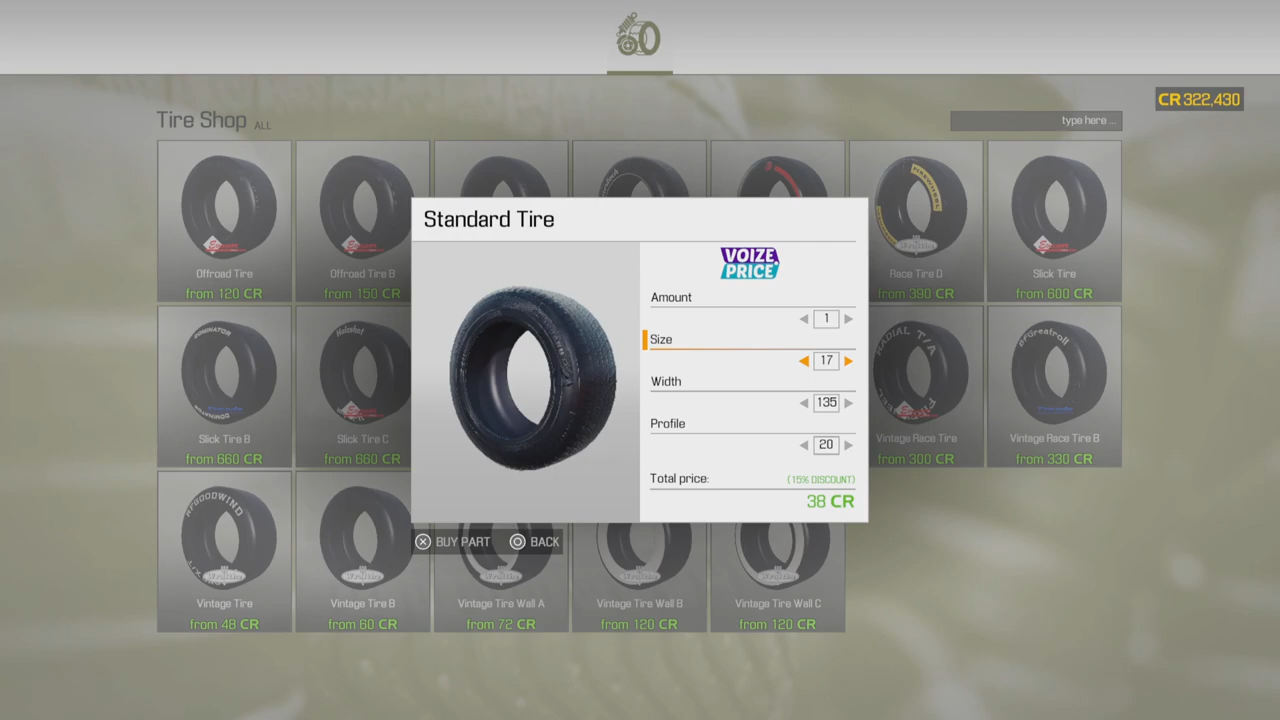 CR 322,430
Tire Shop ALL
type here ...
Standard Tire
VOIZE
PRICE
Amount
1
Size
17
Width
135
Profile
20
Total price:
(15% DISCOUNT)
38 CR
BUY PART
BACK
Offroad Tire
from 120 CR
Offroad Tire B
from 150 CR
Race Tire D
from 390 CR
Slick Tire
from 600 CR
DOMINATOR
Slick Tire B
from 660 CR
Hotshot
Slick Tire C
from 660 CR
RADIAL T/A
Vintage Race Tire
from 300 CR
BFGreatroll
Vintage Race Tire B
from 330 CR
RFGOODWIND
Vintage Tire
from 48 CR
Vintage Tire B
from 60 CR
Vintage Tire Wall A
from 72 CR
Vintage Tire Wall B
from 120 CR
Vintage Tire Wall C
from 120 CR